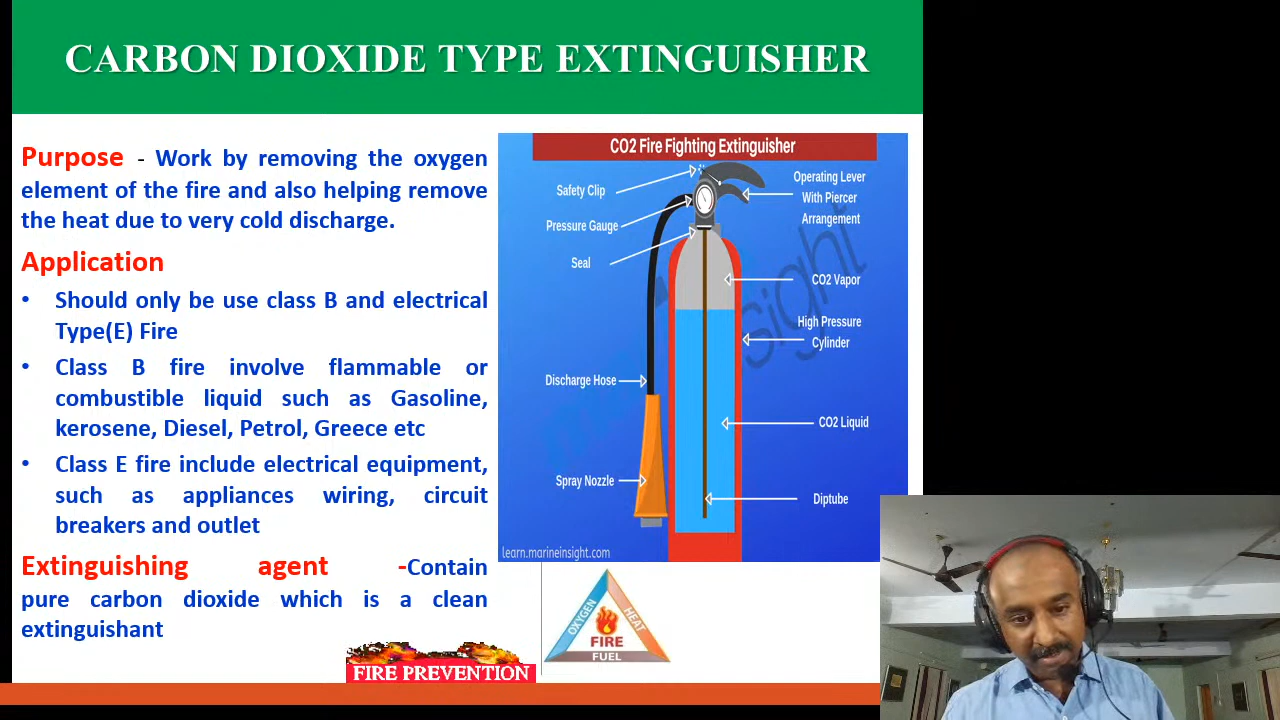 CARBON DIOXIDE TYPE EXTINGUISHER
Purpose - Work by removing the oxygen
element of the fire and also helping remove
the heat due to very cold discharge.
Application
• Should only be use class B and electrical
Type(E) Fire
• Class B fire involve flammable or
combustible liquid such as Gasoline,
kerosene, Diesel, Petrol, Greece etc
• Class E fire include electrical equipment,
such as appliances wiring, circuit
breakers and outlet
Extinguishing agent -Contain
pure carbon dioxide which is a clean
extinguishant
FIRE PREVENTION
CO2 Fire Fighting Extinguisher
Safety Clip
Pressure Gauge
Seal
Discharge Hose
Spray Nozzle
Operating Lever
With Piercer
Arrangement
CO2 Vapor
High Pressure
Cylinder
CO2 Liquid
Diptube
learn.marineinsight.com
OXYGEN
HEAT
FIRE
FUEL